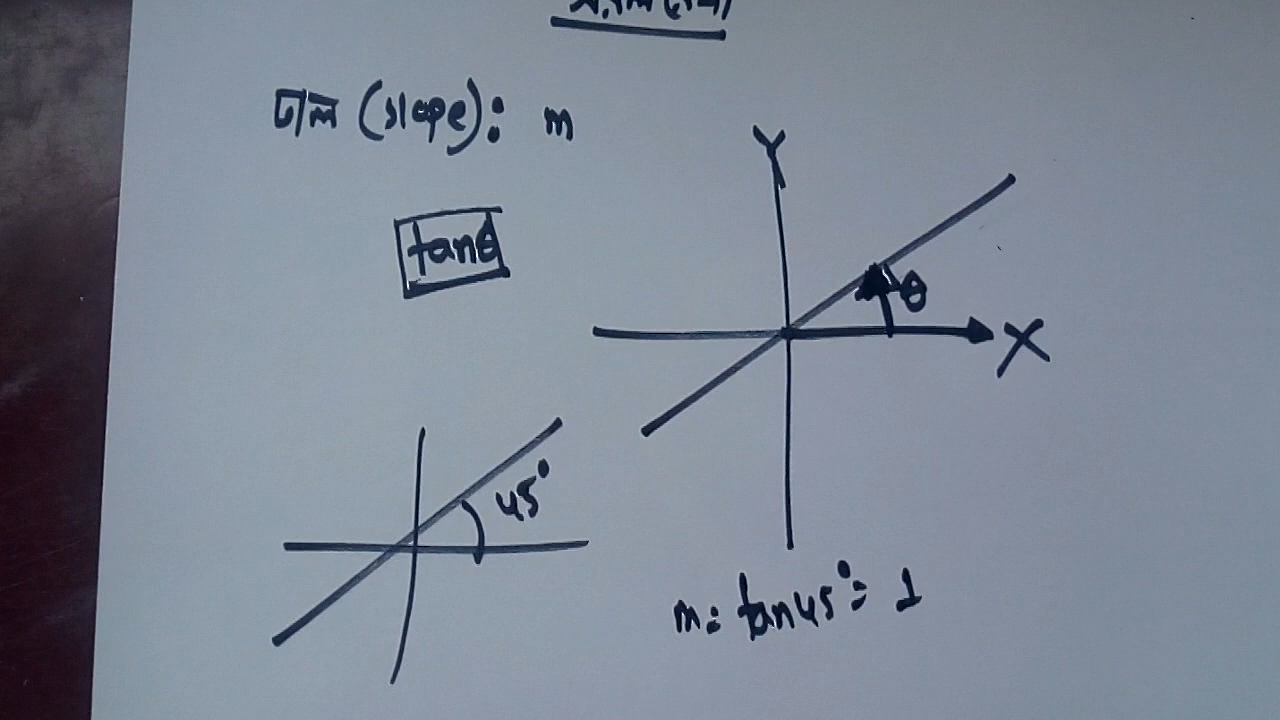 ঢাল (slope): m
Y
tanθ
θ
X
45°
m = tan45° = 1